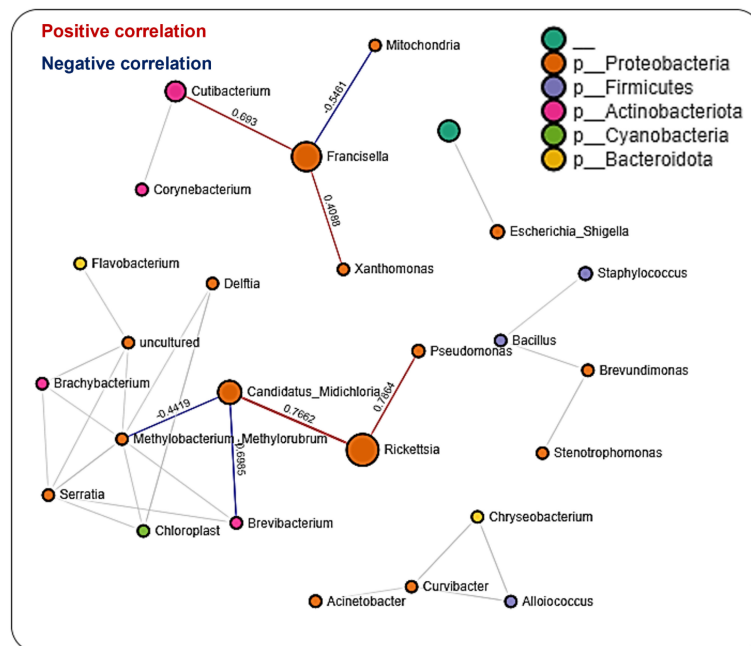 Positive correlation
Negative correlation
__
p__Proteobacteria
p__Firmicutes
p__Actinobacteriota
p__Cyanobacteria
p__Bacteroidota
Mitochondria
-0.5461
Cutibacterium
0.693
Francisella
Corynebacterium
0.4088
Escherichia_Shigella
Xanthomonas
Flavobacterium
Staphylococcus
Delftia
uncultured
Bacillus
Pseudomonas
Brachybacterium
Brevundimonas
0.7864
Candidatus_Midichloria
-0.4419
0.7662
Methylobacterium_Methylorubrum
Rickettsia
Stenotrophomonas
0.6985
Serratia
Chloroplast
Brevibacterium
Chryseobacterium
Curvibacter
Acinetobacter
Alloiococcus